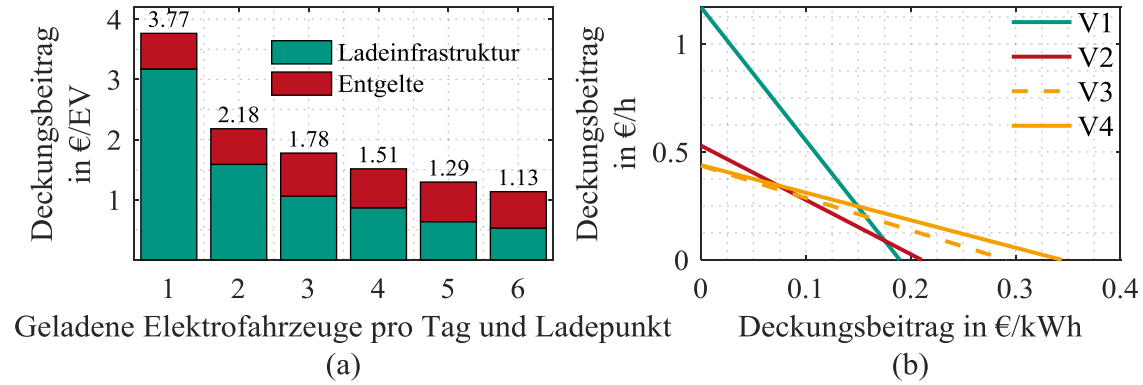 Deckungsbeitrag
in €/EV
4
3
2
1
3.77
2.18
1.78
1.51
1.29
1.13
Ladeinfrastruktur
Entgelte
1 2 3 4 5 6
Geladene Elektrofahrzeuge pro Tag und Ladepunkt
(a)
Deckungsbeitrag
in €/h
1
0.5
0
V1
V2
V3
V4
0 0.1 0.2 0.3 0.4
Deckungsbeitrag in €/kWh
(b)